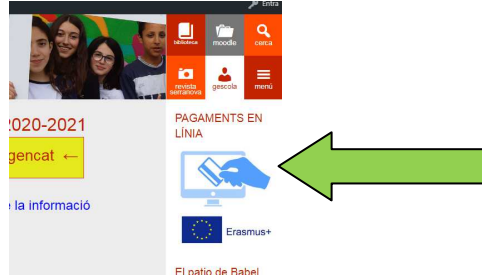 Entra
biblioteca
moodle
cerca
revista
serranova
gescola
menú
2020-2021
gencat ←
e la informació
PAGAMENTS EN
LÍNIA
Erasmus+
El patio de Babel